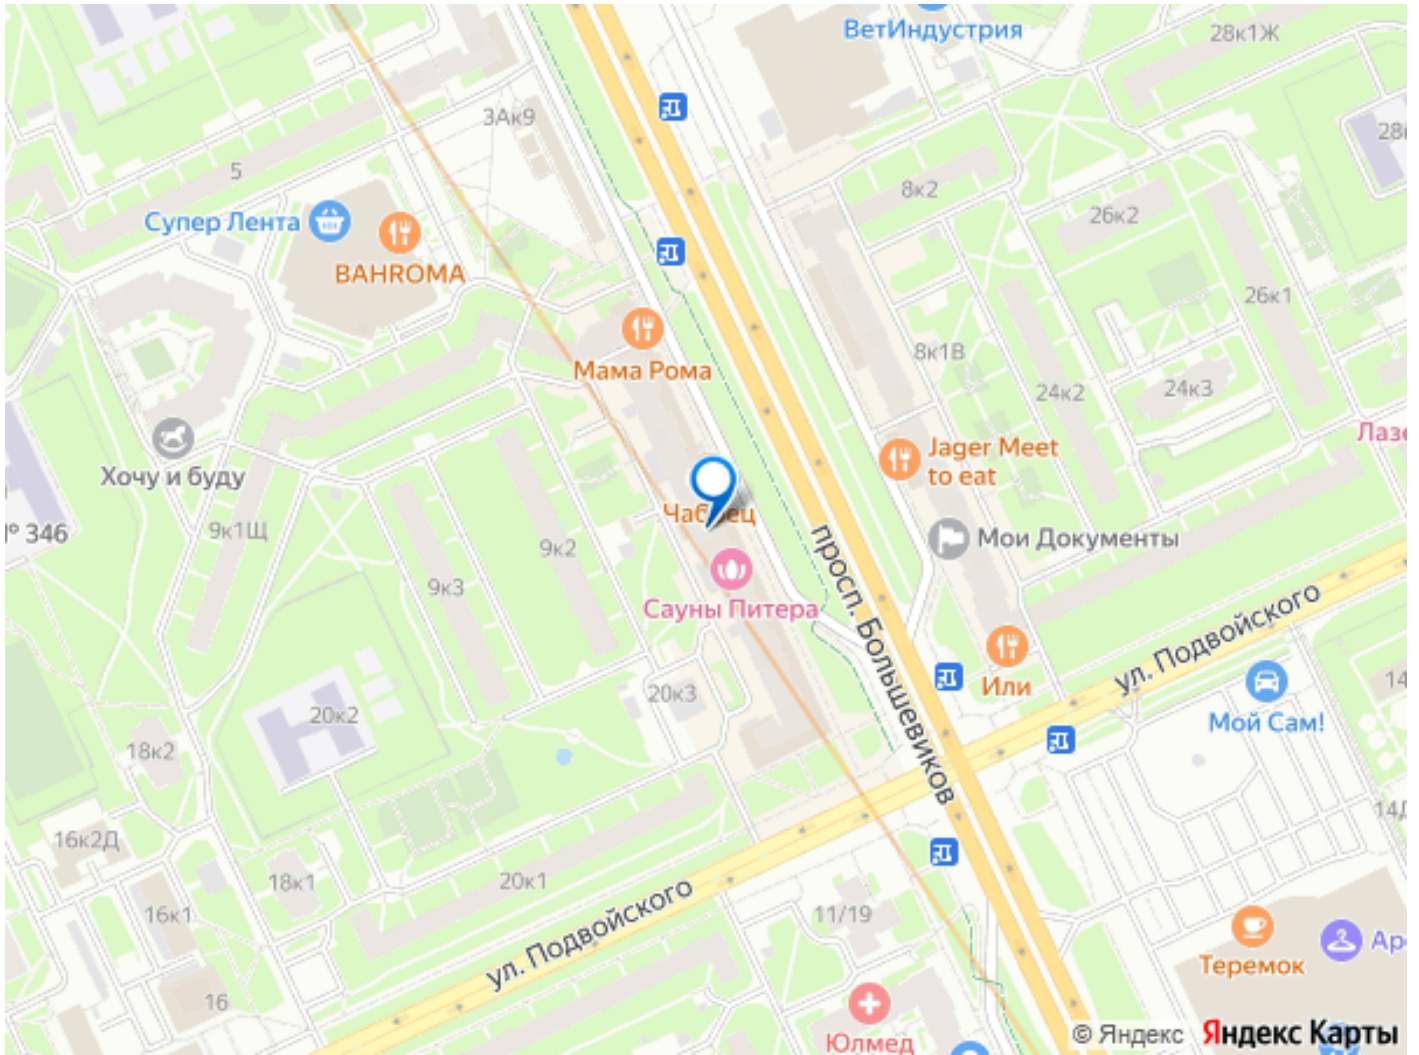 ВетИндустрия
28к1Ж
3Ак9
5
8к2
26к2
Супер Лента
BAHROMA
26к1
Мама Рома
8к1В
24к2
24к3
Jager Meet
to eat
Хочу и буду
№ 346
9к1Щ
9к3
9к2
Сауны Питера
просп. Большевиков
Мои Документы
ул. Подвойского
Или
Мой Сам!
20к3
20к2
18к2
16к2Д
18к1
20к1
16к1
16
ул. Подвойского
11/19
Юлмед
Теремок
© Яндекс Яндекс Карты